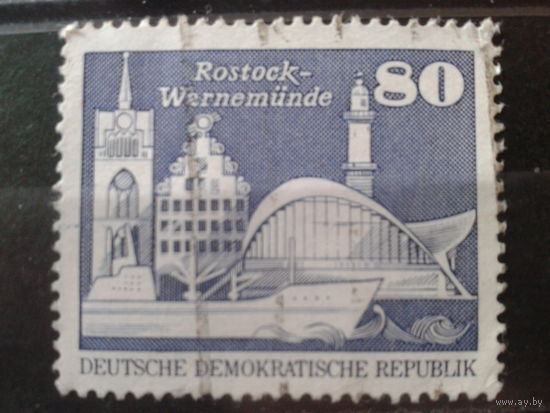 Rostock-
Warnemünde
80
DEUTSCHE DEMOKRATISCHE REPUBLIK
© www.ay.by